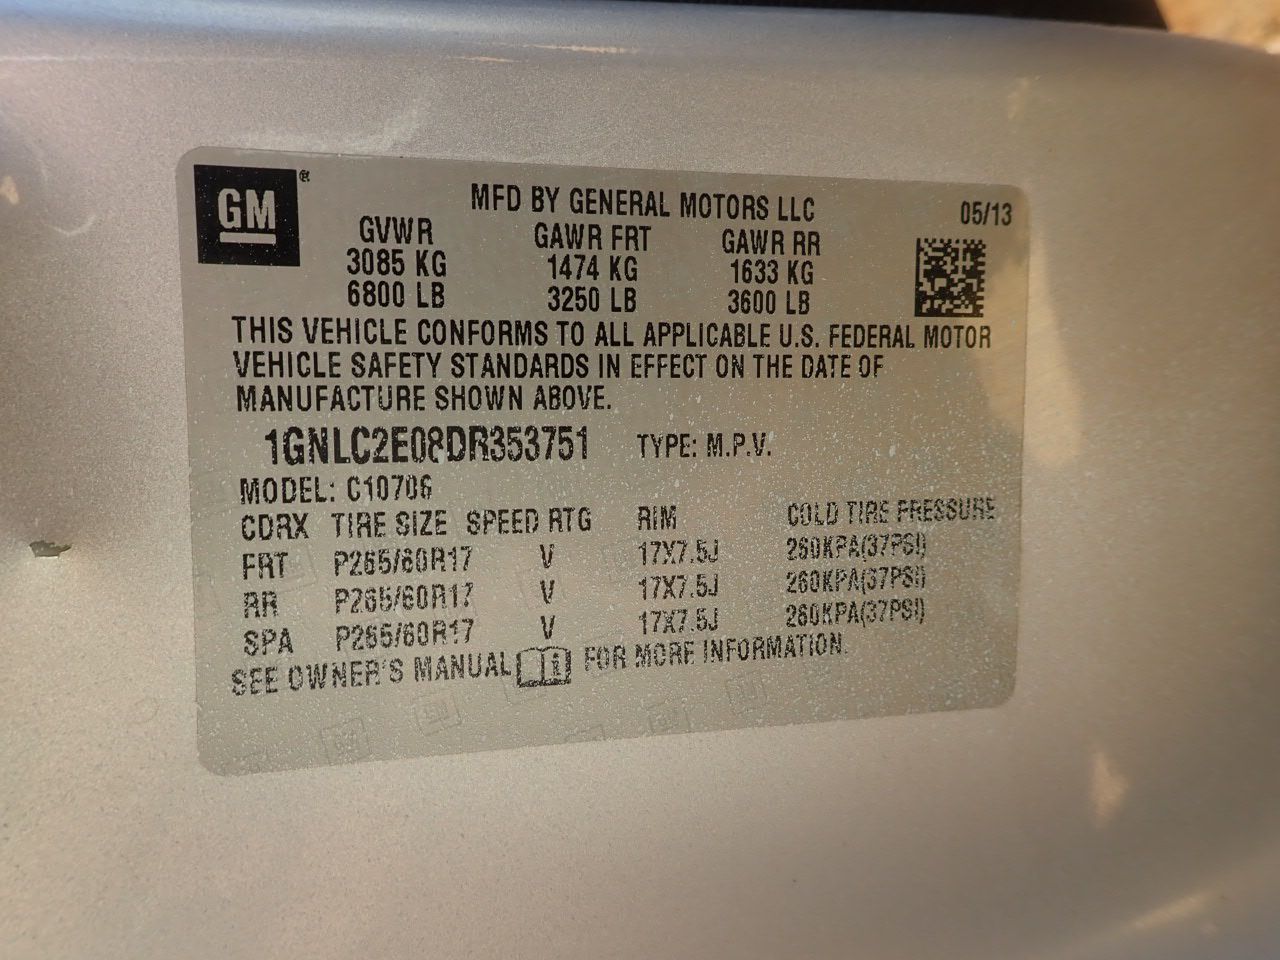 GM®
MFD BY GENERAL MOTORS LLC 05/13
GVWR GAWR FRT GAWR RR
3085 KG 1474 KG 1633 KG
6800 LB 3250 LB 3600 LB
THIS VEHICLE CONFORMS TO ALL APPLICABLE U.S. FEDERAL MOTOR
VEHICLE SAFETY STANDARDS IN EFFECT ON THE DATE OF
MANUFACTURE SHOWN ABOVE.
1GNLC2E08DR353751 TYPE: M.P.V.
MODEL: C10706
CDRX TIRE SIZE SPEED RTG RIM COLD TIRE PRESSURE
FRT P265/60R17 V 17X7.5J 260KPA(37PSI)
RR P265/60R17 V 17X7.5J 260KPA(37PSI)
SPA P265/60R17 V 17X7.5J 260KPA(37PSI)
SEE OWNER'S MANUAL FOR MORE INFORMATION.